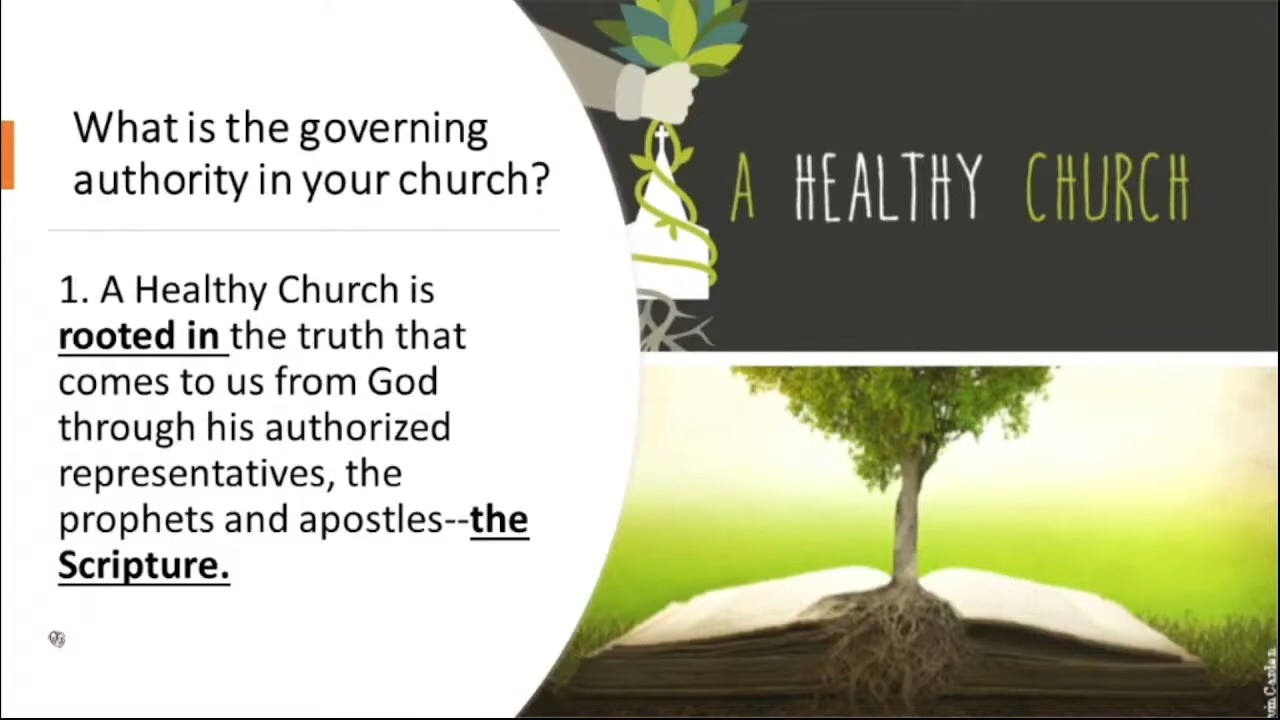 What is the governing
authority in your church?
1. A Healthy Church is
rooted in the truth that
comes to us from God
through his authorized
representatives, the
prophets and apostles--the
Scripture.
A HEALTHY CHURCH